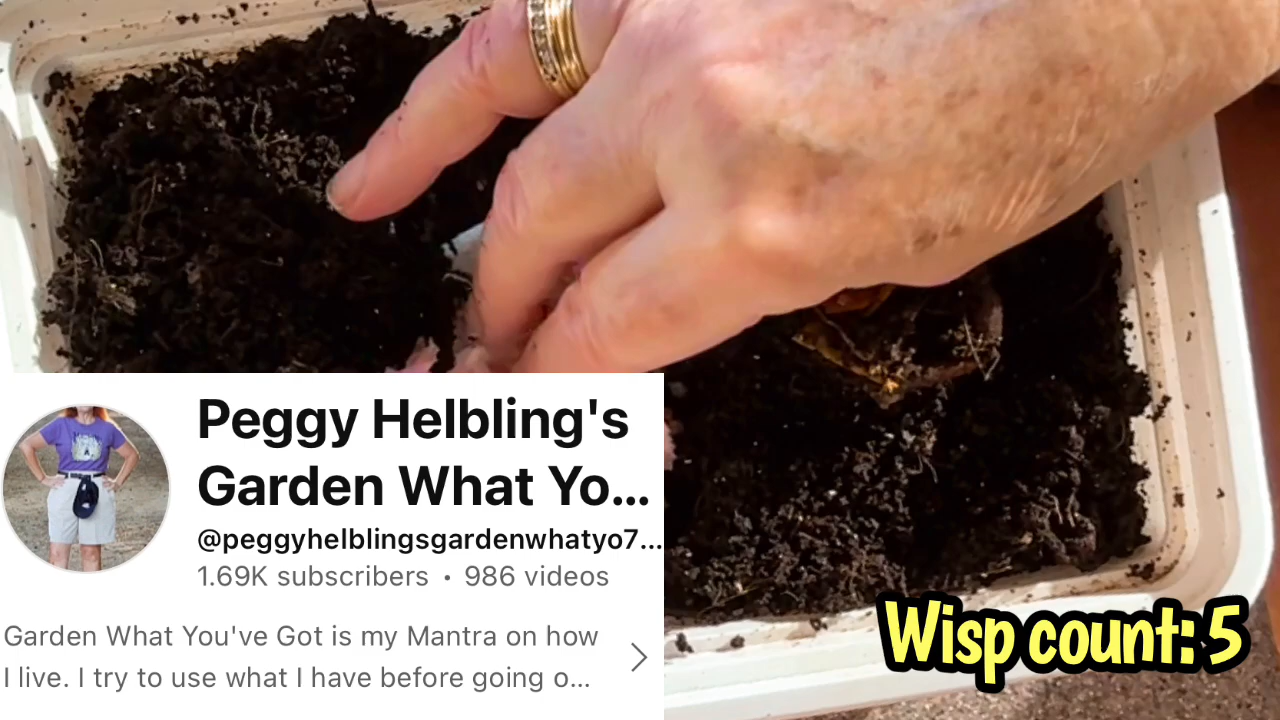 Peggy Helbling's
Garden What Yo...
@peggyhelblingsgardenwhatyo7...
1.69K subscribers • 986 videos
Garden What You've Got is my Mantra on how
I live. I try to use what I have before going o...
Wisp count: 5